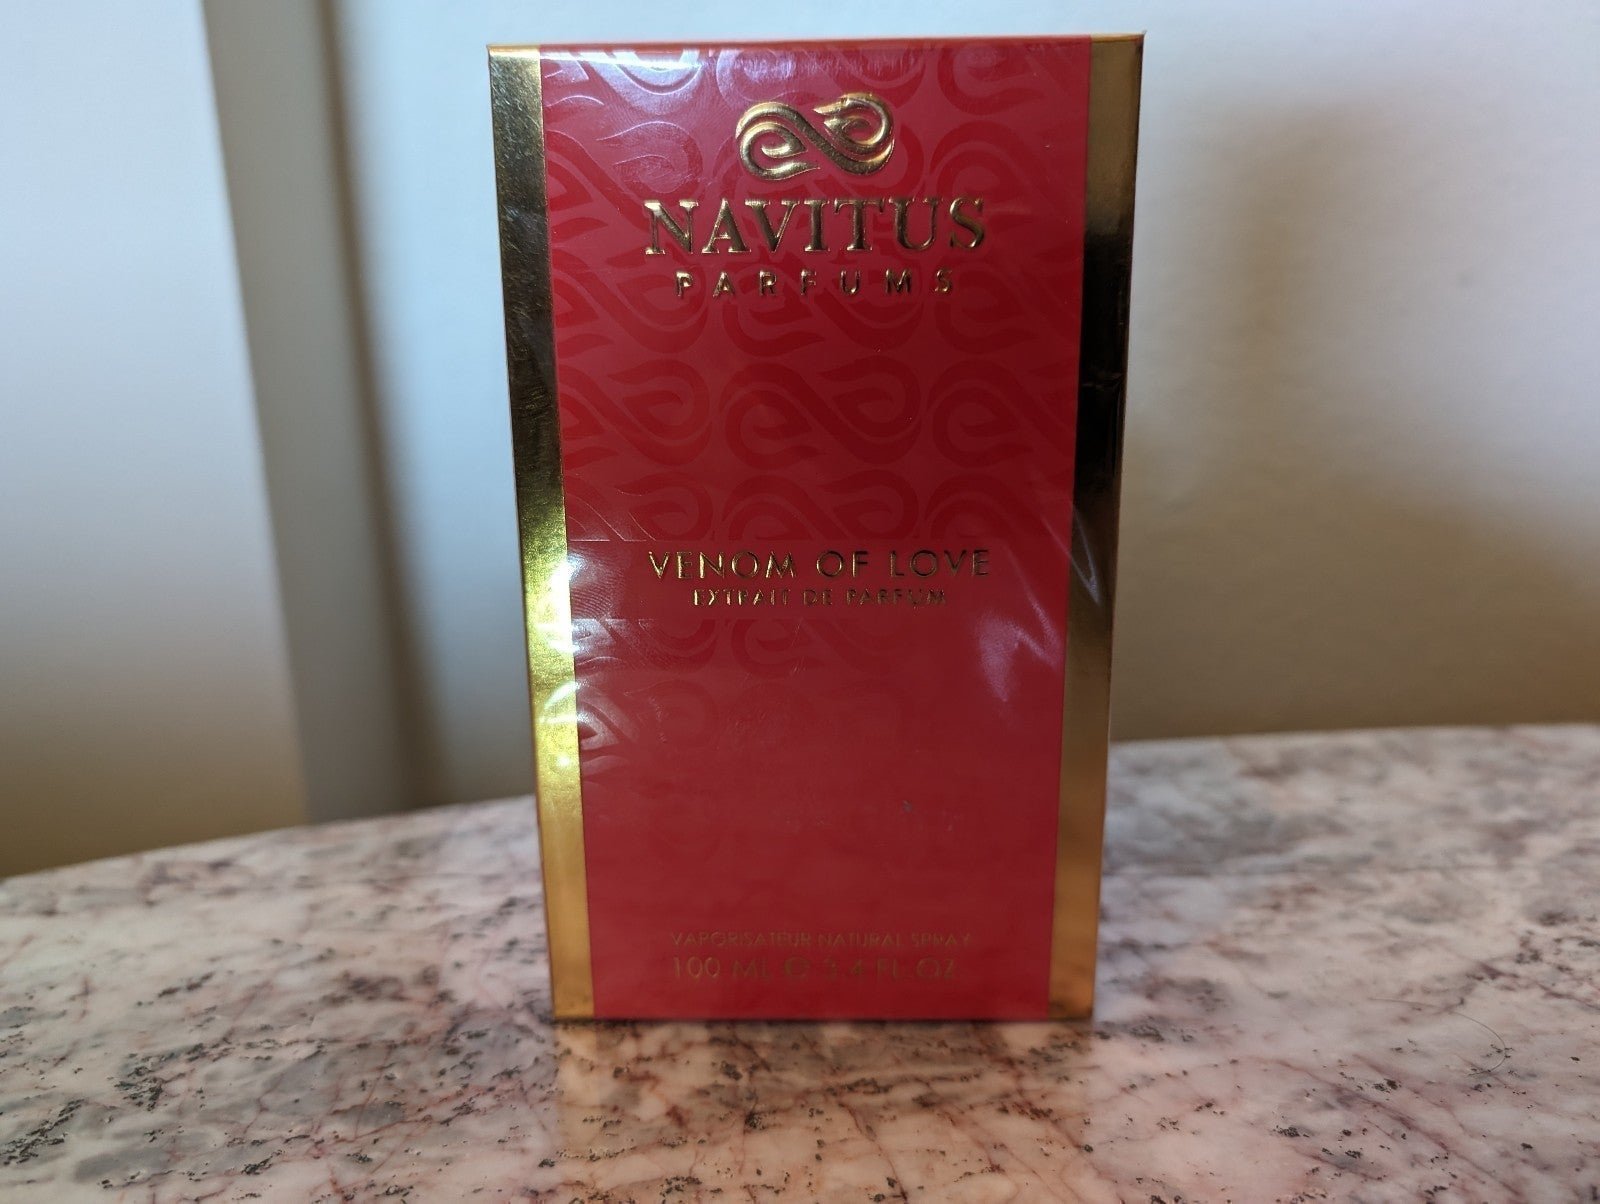 NAVITUS
PARFUMS
VENOM OF LOVE
EXTRAIT DE PARFUM
VAPORISATEUR NATURAL SPRAY
100 ML ℮ 3.4 FL.OZ.